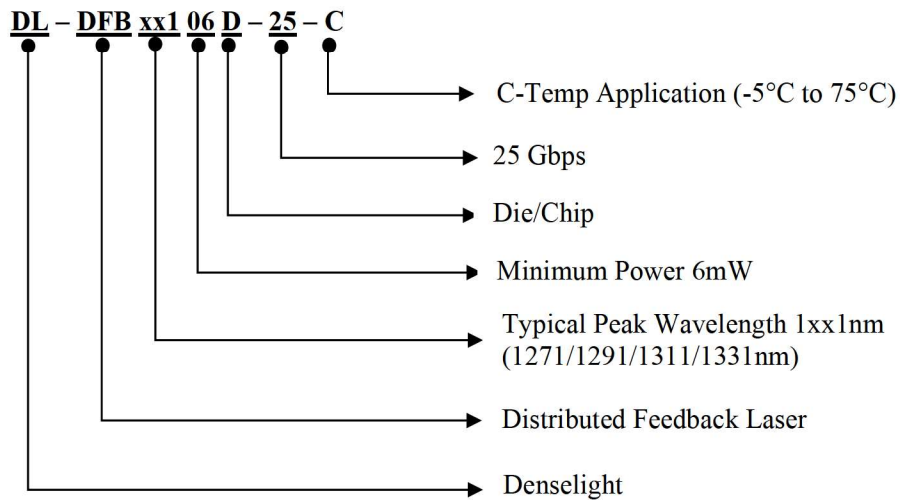 DL – DFB xx1 06 D – 25 – C
C-Temp Application (-5°C to 75°C)
25 Gbps
Die/Chip
Minimum Power 6mW
Typical Peak Wavelength 1xx1nm
(1271/1291/1311/1331nm)
Distributed Feedback Laser
Denselight